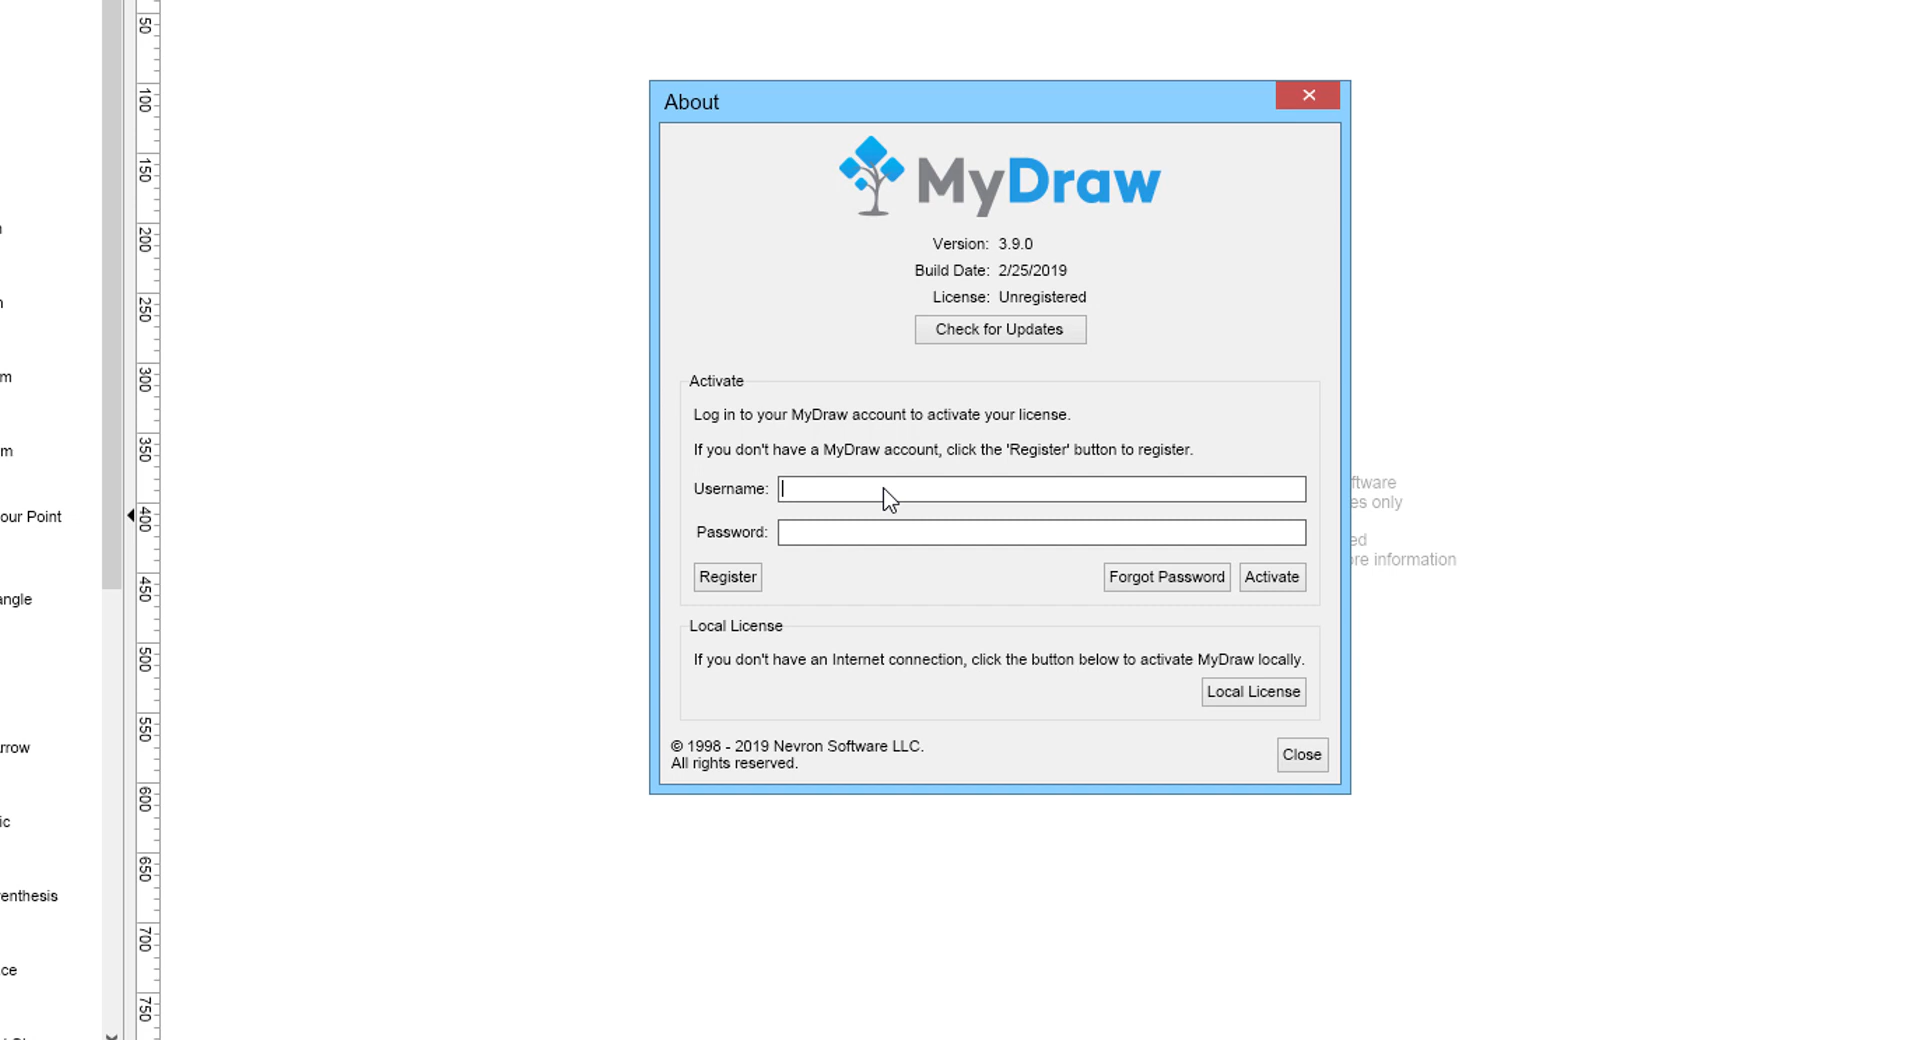 50
100
150
200
250
300
350
400
450
500
550
600
650
700
750
our Point
angle
rrow
ic
enthesis
ce
About
MyDraw
Version: 3.9.0
Build Date: 2/25/2019
License: Unregistered
Check for Updates
Activate
Log in to your MyDraw account to activate your license.
If you don't have a MyDraw account, click the 'Register' button to register.
Username:
Password:
Register Forgot Password Activate
Local License
If you don't have an Internet connection, click the button below to activate MyDraw locally.
Local License
© 1998 - 2019 Nevron Software LLC.
All rights reserved.
Close
ftware
es only
ed
ore information